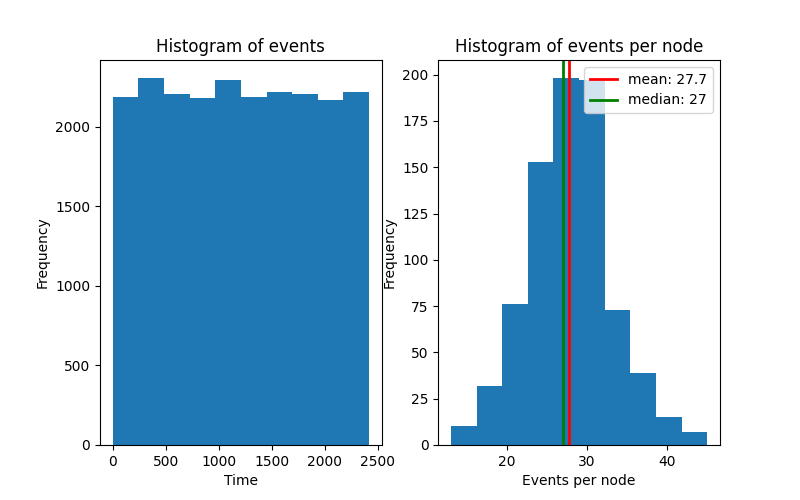 Histogram of events
2000
1500
1000
500
0
Frequency
0 500 1000 1500 2000 2500
Time
Histogram of events per node
200
175
150
125
100
75
50
25
0
Frequency
mean: 27.7
median: 27
20 30 40
Events per node